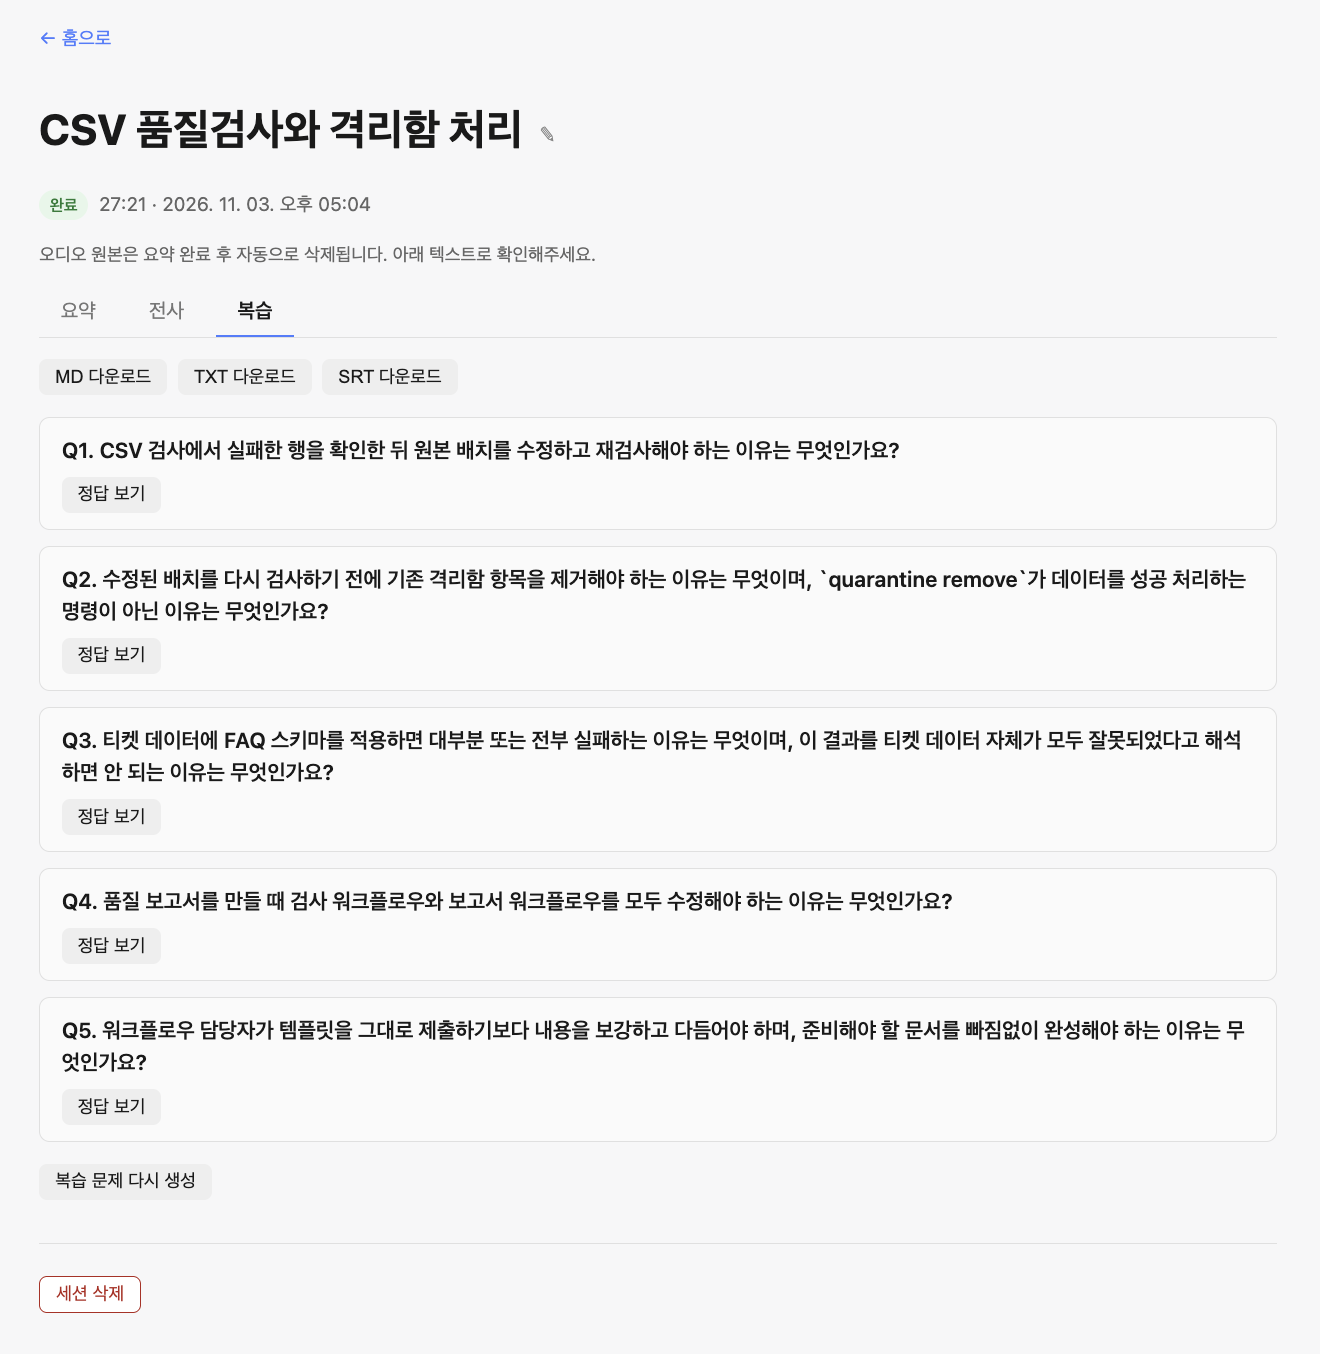 ← 홈으로
CSV 품질검사와 격리함 처리 ✎
완료 27:21 · 2026. 11. 03. 오후 05:04
오디오 원본은 요약 완료 후 자동으로 삭제됩니다. 아래 텍스트로 확인해주세요.
요약 전사 복습
MD 다운로드 TXT 다운로드 SRT 다운로드
Q1. CSV 검사에서 실패한 행을 확인한 뒤 원본 배치를 수정하고 재검사해야 하는 이유는 무엇인가요?
정답 보기
Q2. 수정된 배치를 다시 검사하기 전에 기존 격리함 항목을 제거해야 하는 이유는 무엇이며, `quarantine remove`가 데이터를 성공 처리하는
명령이 아닌 이유는 무엇인가요?
정답 보기
Q3. 티켓 데이터에 FAQ 스키마를 적용하면 대부분 또는 전부 실패하는 이유는 무엇이며, 이 결과를 티켓 데이터 자체가 모두 잘못되었다고 해석
하면 안 되는 이유는 무엇인가요?
정답 보기
Q4. 품질 보고서를 만들 때 검사 워크플로우와 보고서 워크플로우를 모두 수정해야 하는 이유는 무엇인가요?
정답 보기
Q5. 워크플로우 담당자가 템플릿을 그대로 제출하기보다 내용을 보강하고 다듬어야 하며, 준비해야 할 문서를 빠짐없이 완성해야 하는 이유는 무
엇인가요?
정답 보기
복습 문제 다시 생성
세션 삭제